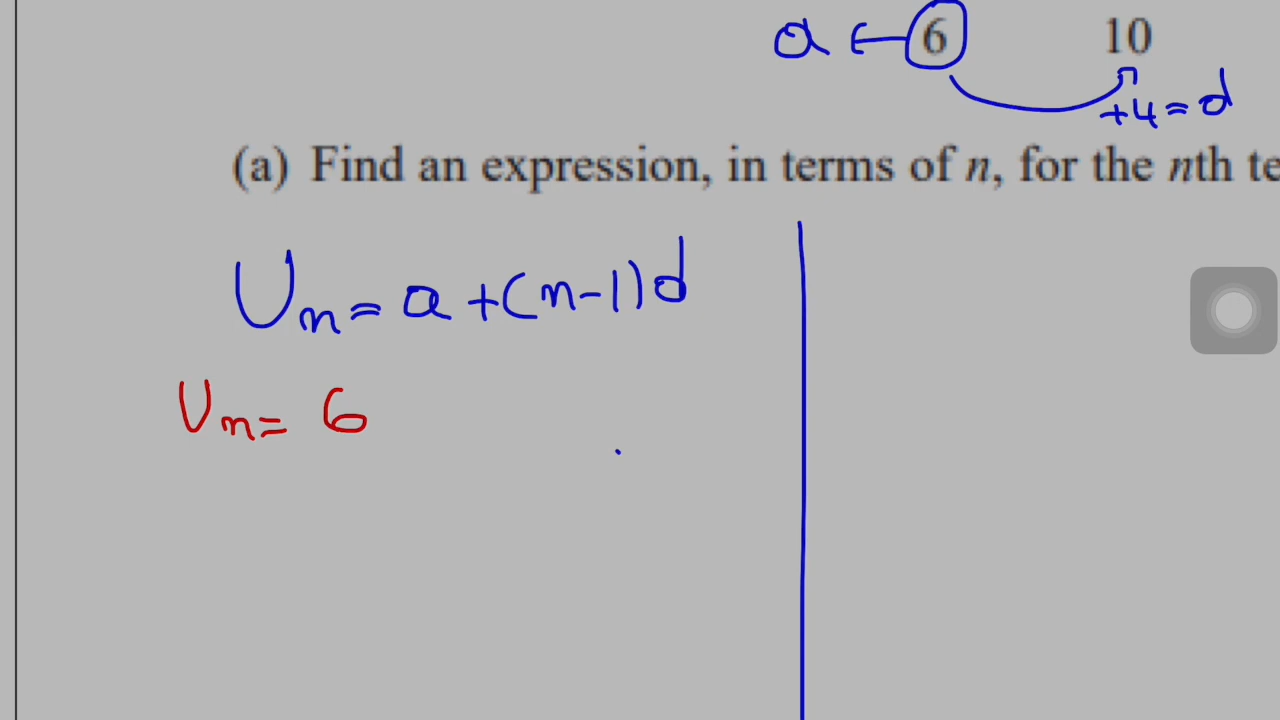 a ← 6 10
+4 = d
(a) Find an expression, in terms of n, for the nth te
Un = a + (n-1)d
Un = 6